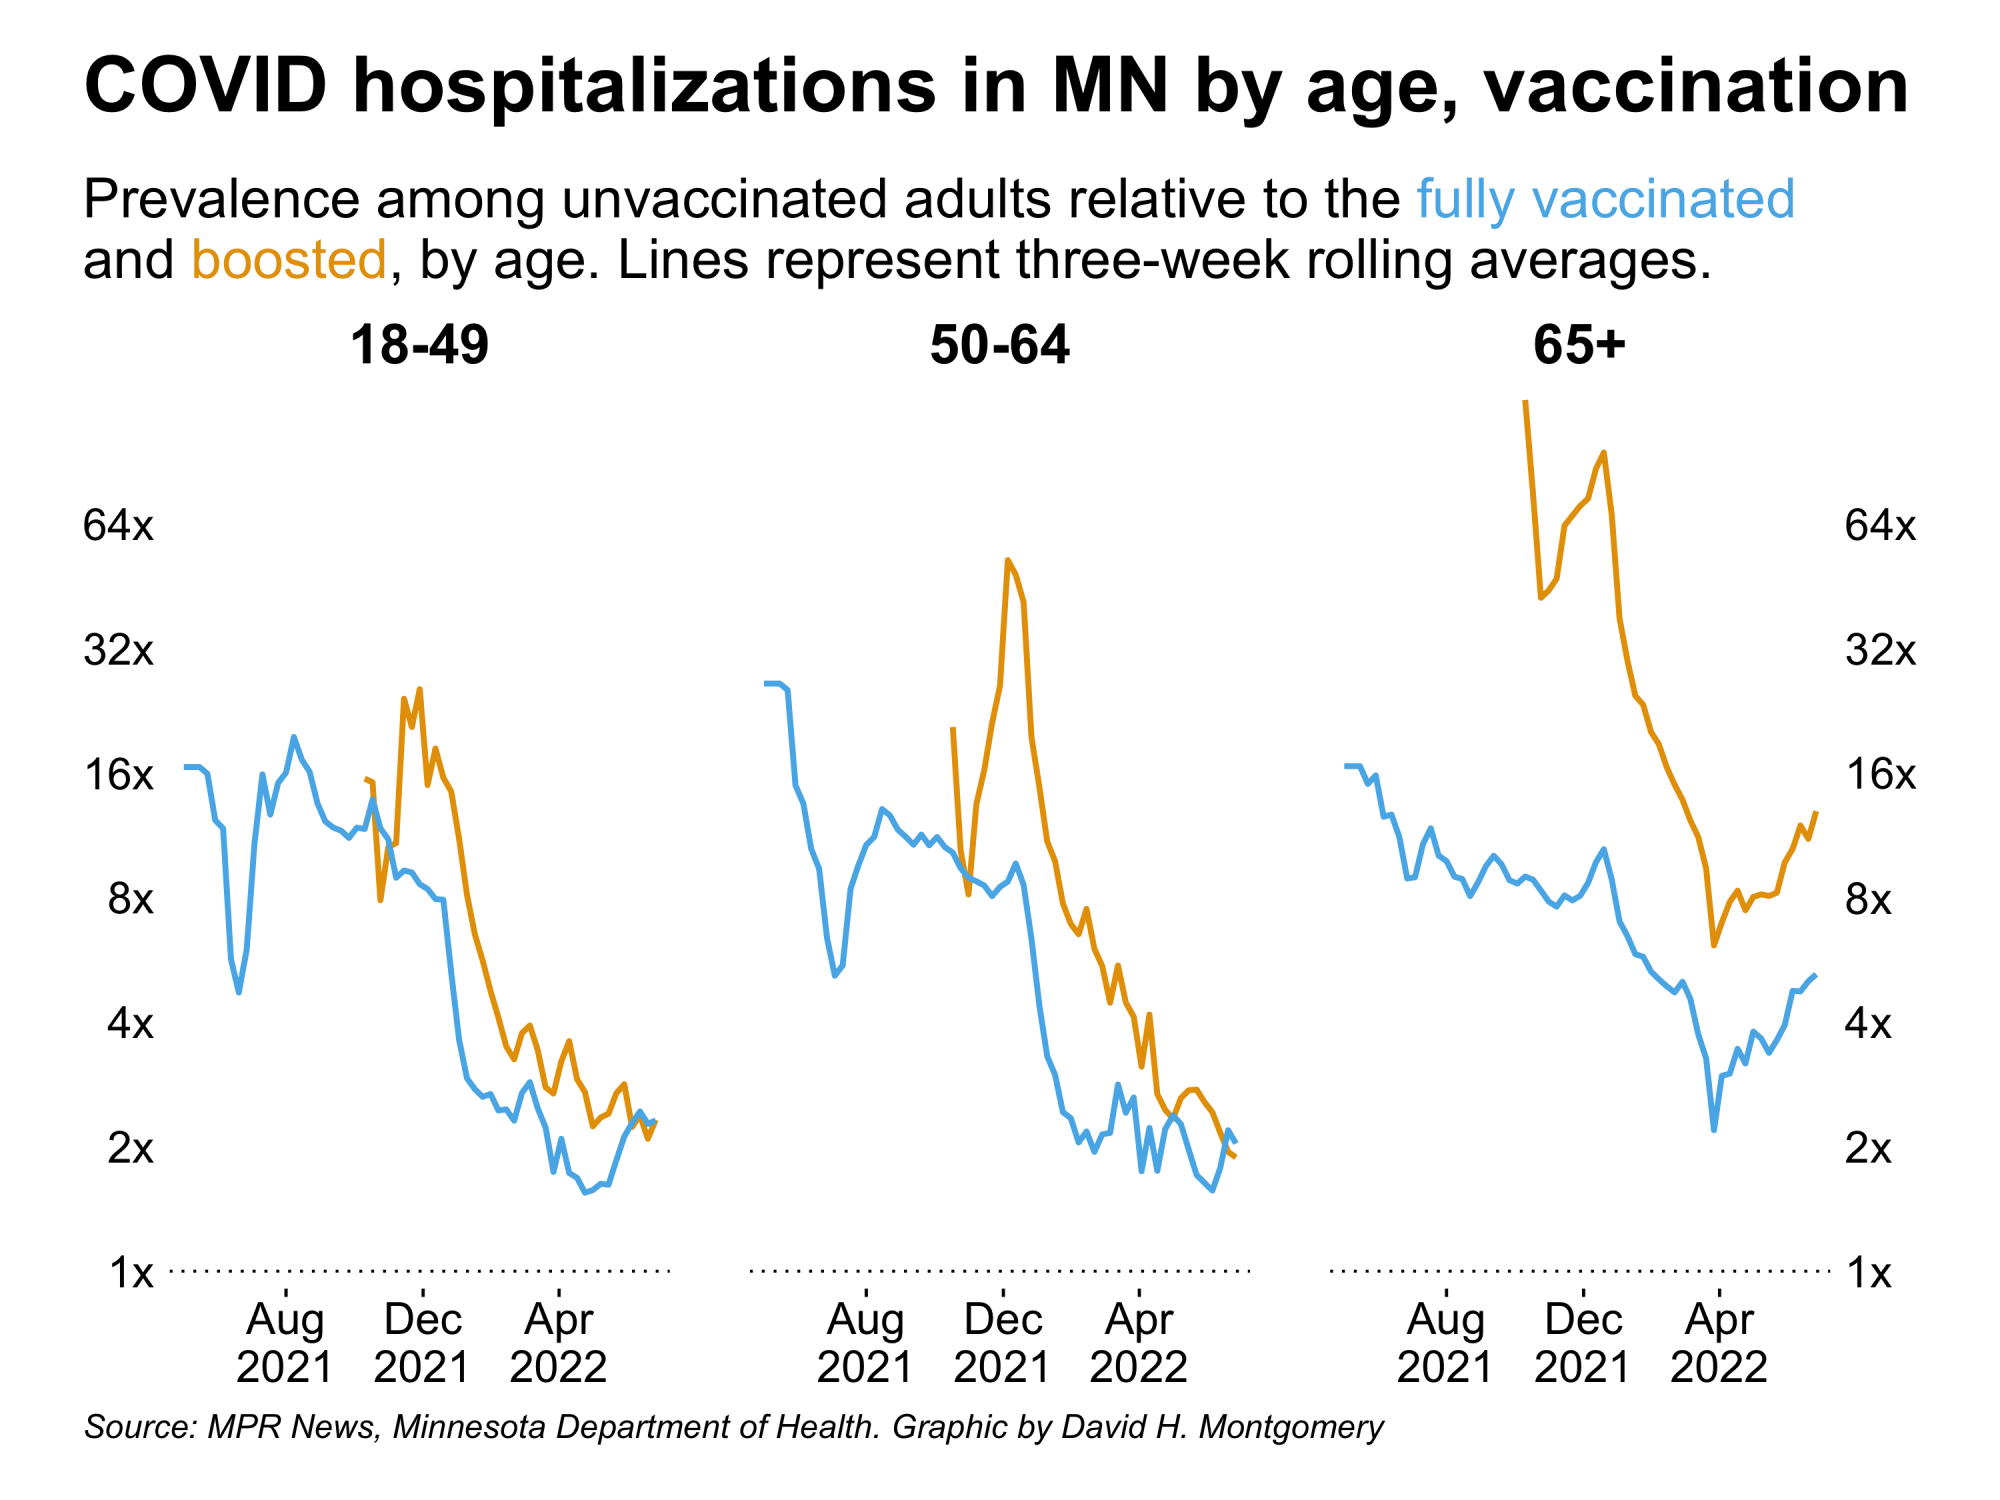 COVID hospitalizations in MN by age, vaccination
Prevalence among unvaccinated adults relative to the fully vaccinated
and boosted, by age. Lines represent three-week rolling averages.
18-49 50-64 65+
64x 64x
32x 32x
16x 16x
8x 8x
4x 4x
2x 2x
1x 1x
Aug Dec Apr Aug Dec Apr Aug Dec Apr
2021 2021 2022 2021 2021 2022 2021 2021 2022
Source: MPR News, Minnesota Department of Health. Graphic by David H. Montgomery